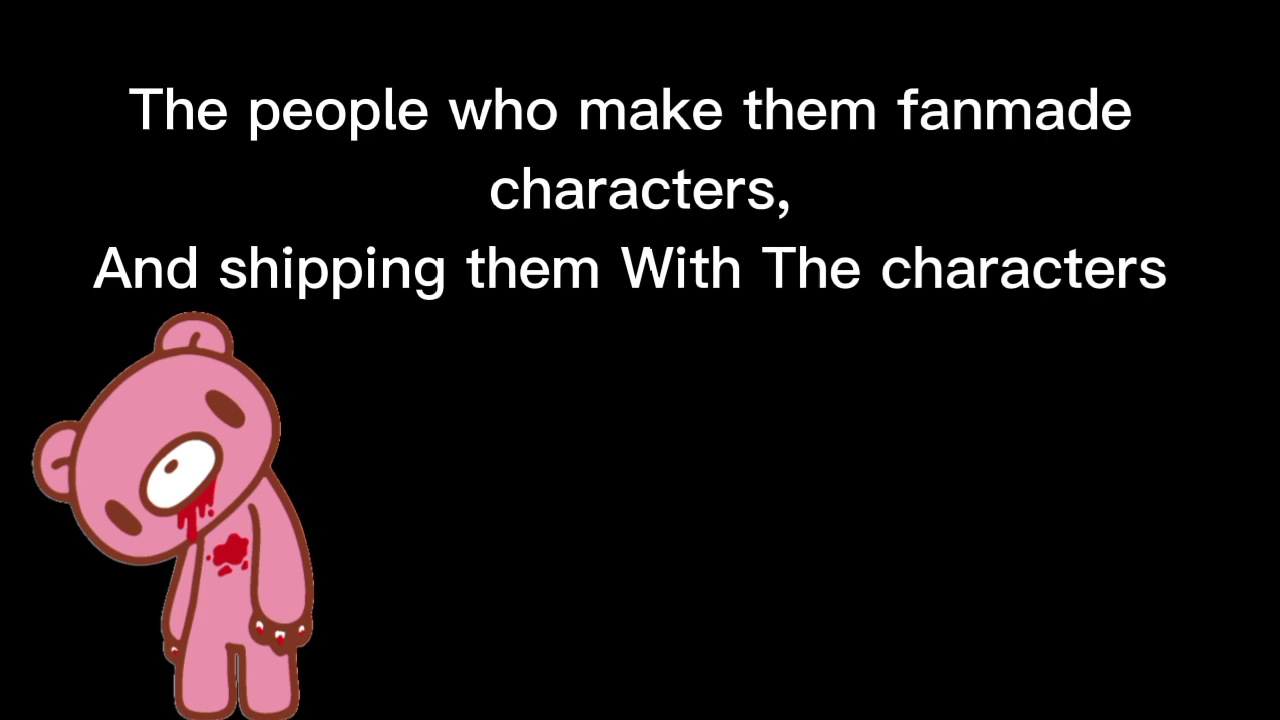 The people who make them fanmade
characters,
And shipping them With The characters